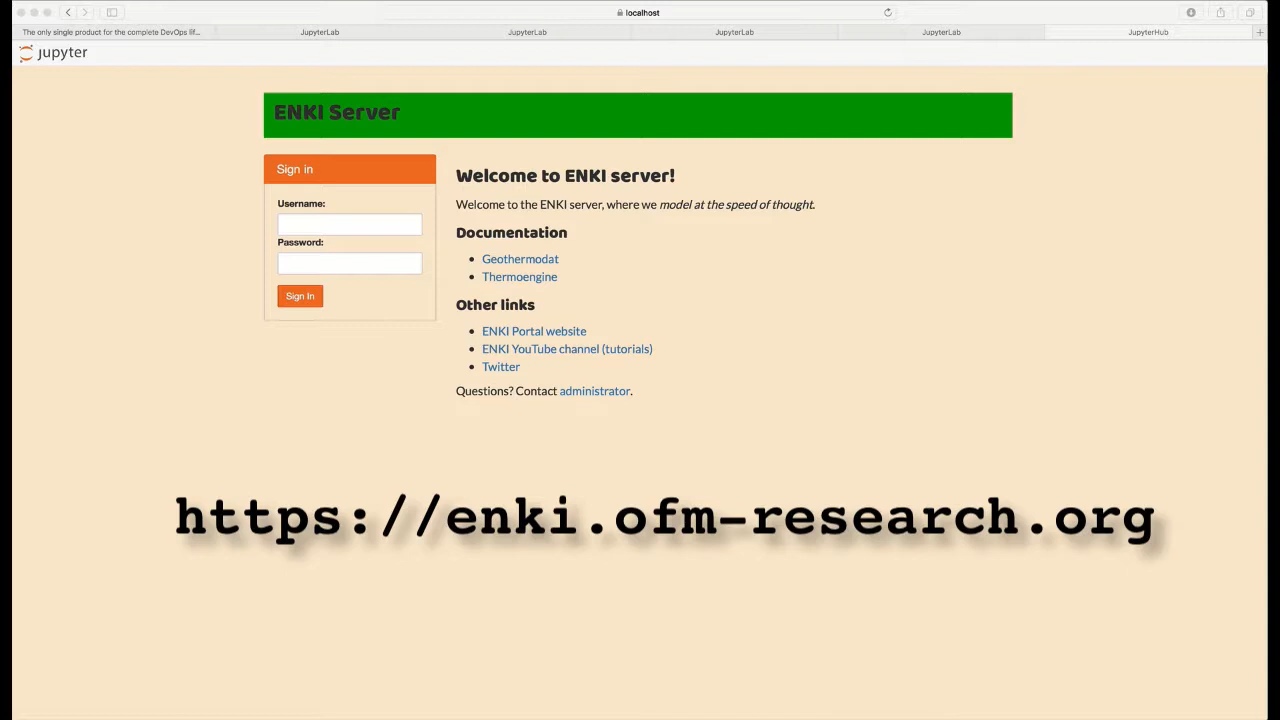 localhost
The only single product for the complete DevOps lif...
JupyterLab
JupyterLab
JupyterLab
JupyterLab
JupyterHub
jupyter
ENKI Server
Sign in
Username:
Password:
Sign In
Welcome to ENKI server!
Welcome to the ENKI server, where we model at the speed of thought.
Documentation
Geothermodat
Thermoengine
Other links
ENKI Portal website
ENKI YouTube channel (tutorials)
Twitter
Questions? Contact administrator.
https://enki.ofm-research.org